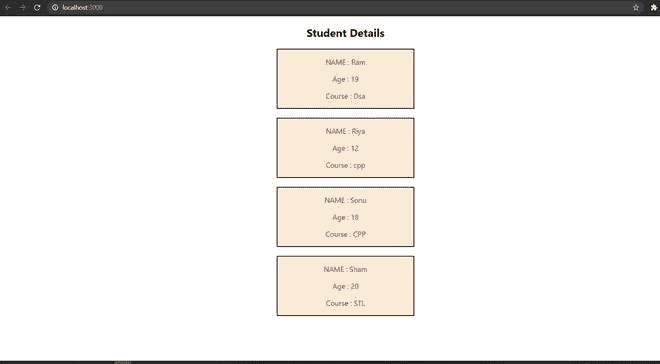 localhost:3000
Student Details
NAME : Ram
Age : 19
Course : Dsa
NAME : Riya
Age : 12
Course : cpp
NAME : Sonu
Age : 18
Course : CPP
NAME : Sham
Age : 20
Course : STL